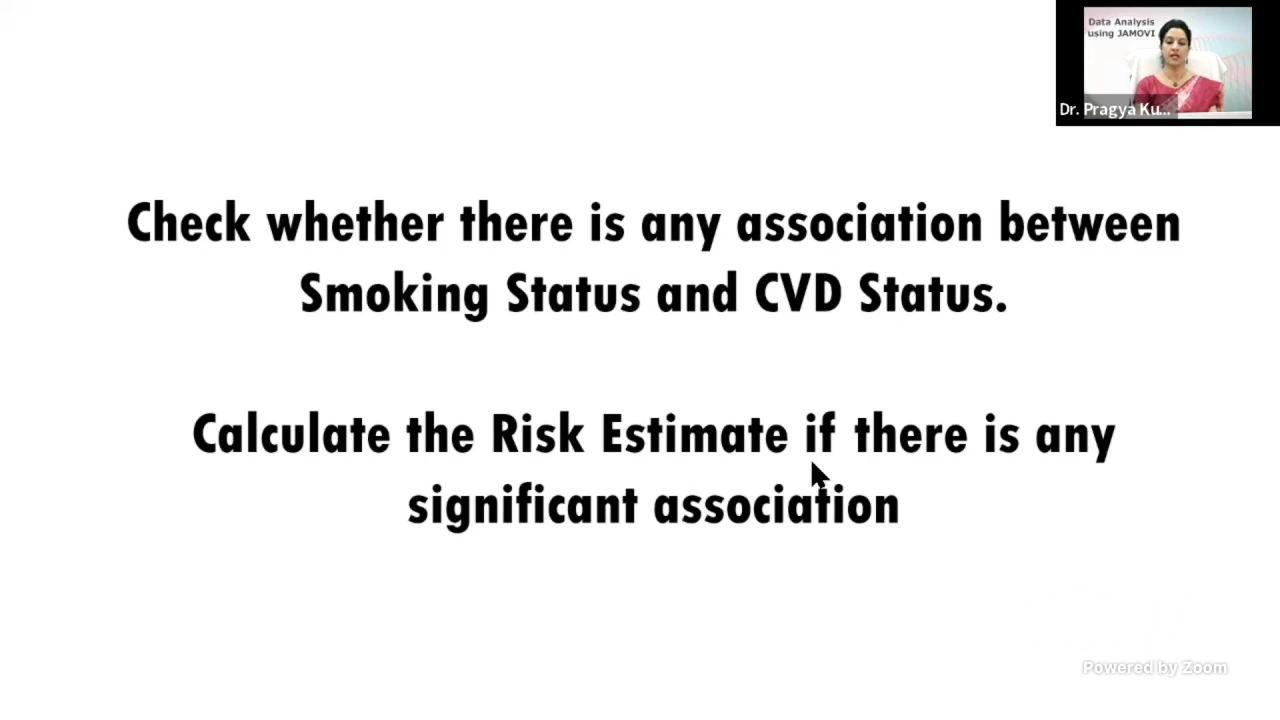 Data Analysis
using JAMOVI
Dr. Pragya Ku...
Check whether there is any association between
Smoking Status and CVD Status.
Calculate the Risk Estimate if there is any
significant association
Powered by Zoom